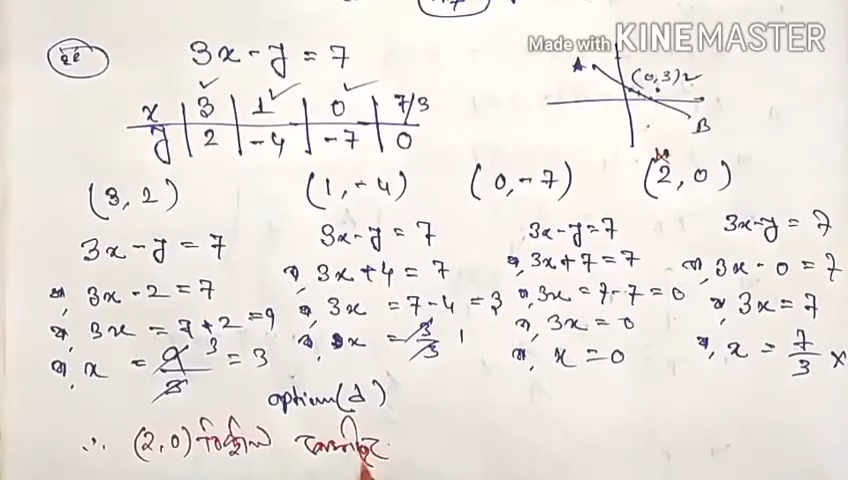 3x - y = 7
Made with KINEMASTER
A
(0,3)
B
x | 3 | 1 | 0 | 7/3
y | 2 | -4 | -7 | 0
(3, 2) (1, -4) (0, -7) (2, 0)
3x - y = 7 3x - y = 7 3x - y = 7 3x - y = 7
বা, 3x - 2 = 7 বা, 3x + 4 = 7 বা, 3x + 7 = 7 বা, 3x - 0 = 7
বা, 3x = 7 + 2 = 9 বা, 3x = 7 - 4 = 3 বা, 3x = 7 - 7 = 0 বা, 3x = 7
বা, x = 9/3 3 = 3 বা, x = 3/3 1 বা, 3x = 0 বা, x = 7/3 ×
বা, x = 0
option (d)
∴ (2, 0)